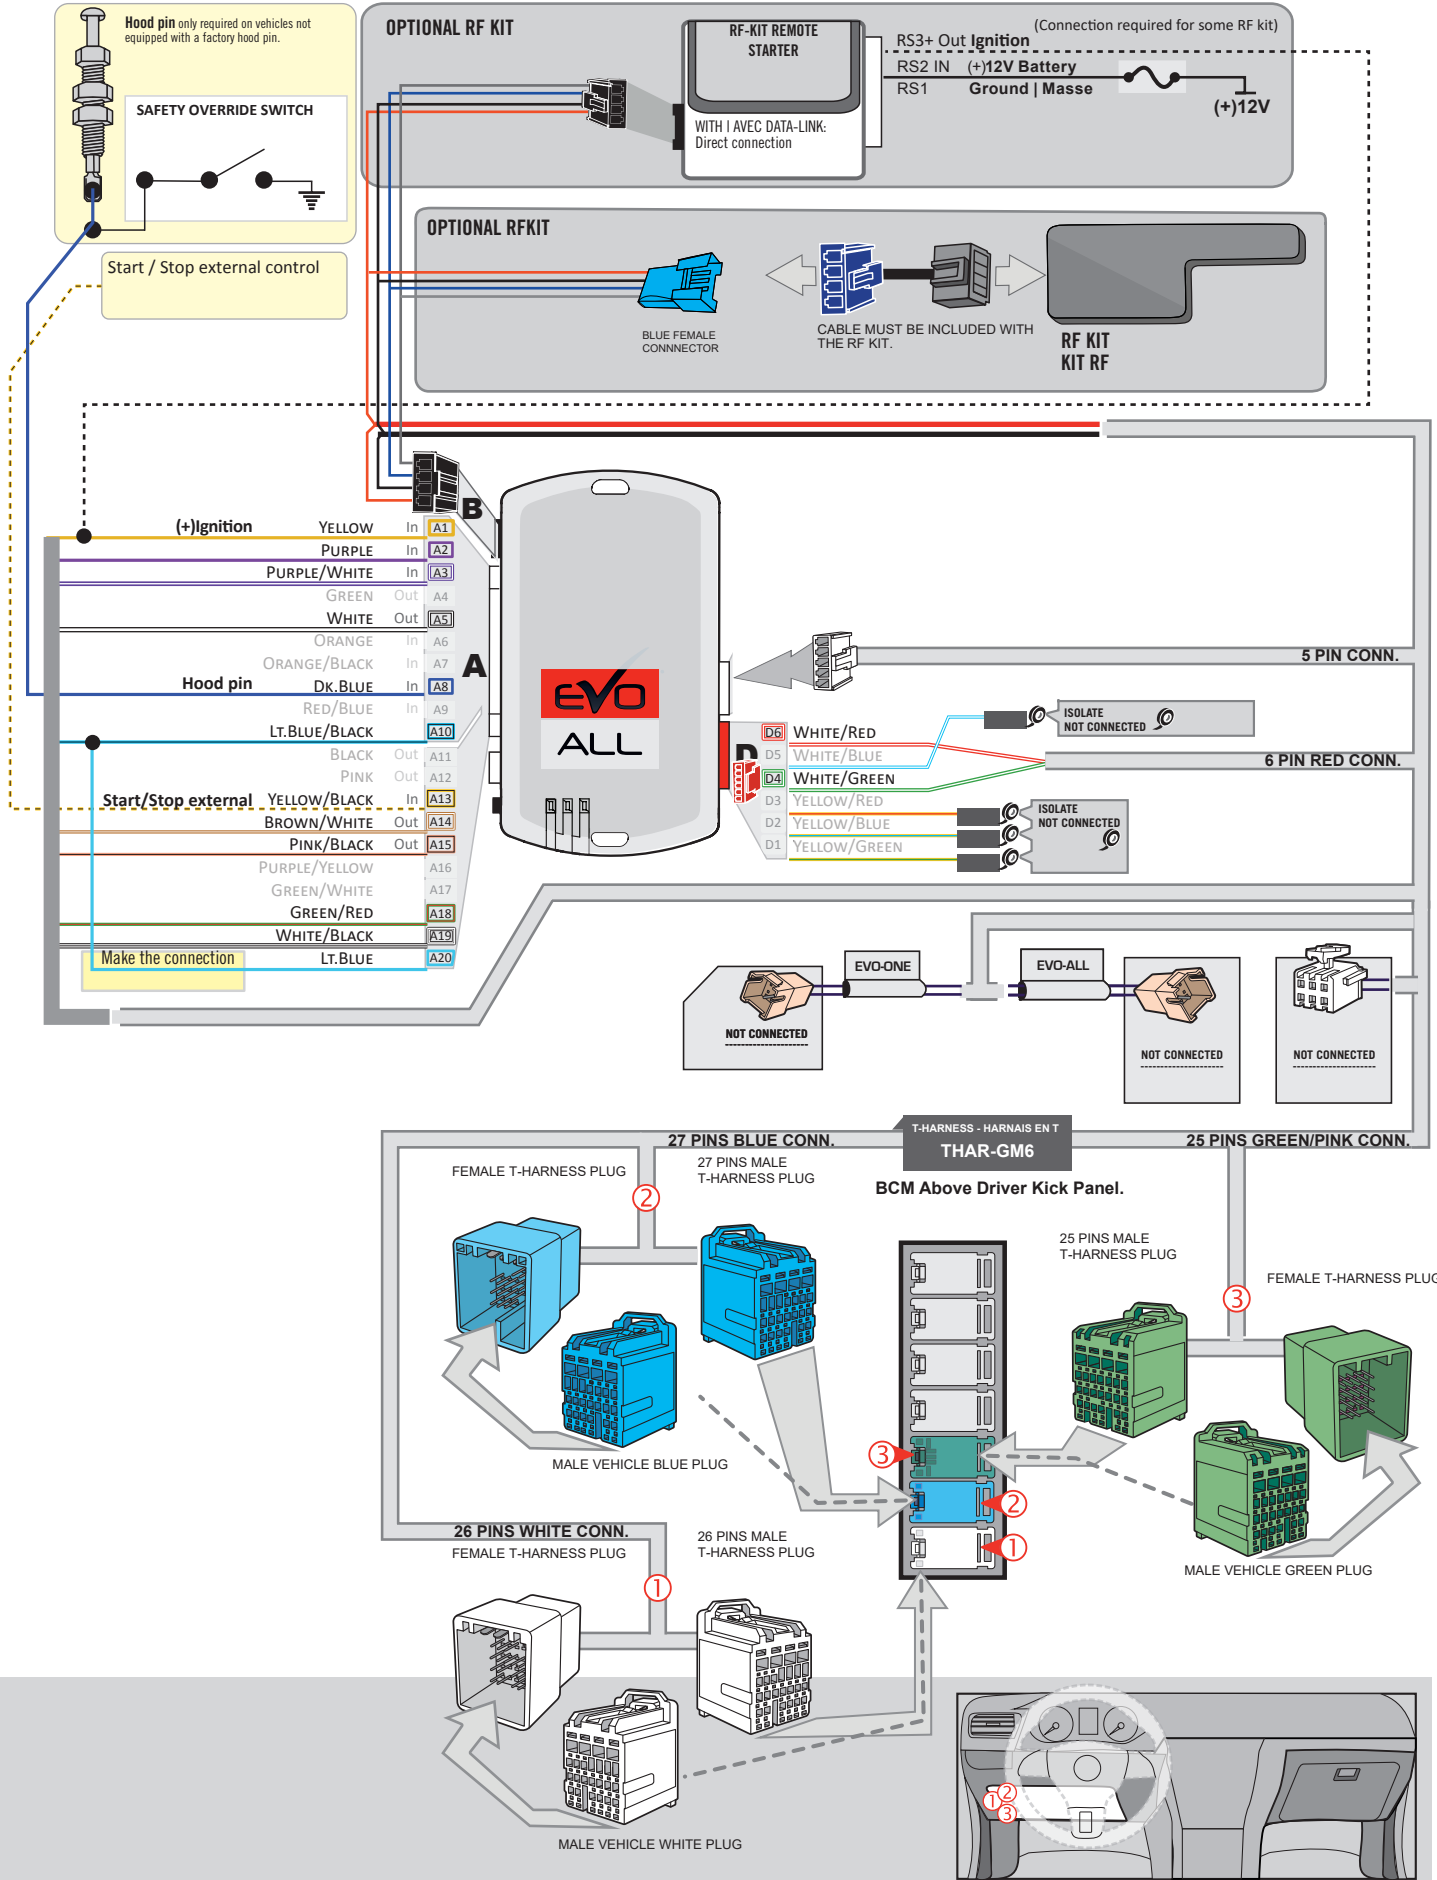 Hood pin only required on vehicles not
equipped with a factory hood pin.
SAFETY OVERRIDE SWITCH
Start / Stop external control
OPTIONAL RF KIT
RF-KIT REMOTE
STARTER
WITH | AVEC DATA-LINK:
Direct connection
(Connection required for some RF kit)
RS3+ Out Ignition
RS2 IN (+)12V Battery
RS1 Ground | Masse
(+)12V
OPTIONAL RFKIT
BLUE FEMALE
CONNNECTOR
CABLE MUST BE INCLUDED WITH
THE RF KIT.
RF KIT
KIT RF
B
A
D
(+)Ignition YELLOW In A1
PURPLE In A2
PURPLE/WHITE In A3
GREEN Out A4
WHITE Out A5
ORANGE In A6
ORANGE/BLACK In A7
Hood pin DK.BLUE In A8
RED/BLUE In A9
LT.BLUE/BLACK A10
BLACK Out A11
PINK Out A12
Start/Stop external YELLOW/BLACK In A13
BROWN/WHITE Out A14
PINK/BLACK Out A15
PURPLE/YELLOW A16
GREEN/WHITE A17
GREEN/RED A18
WHITE/BLACK A19
Make the connection LT.BLUE A20
EVO
ALL
5 PIN CONN.
D6 WHITE/RED
D5 WHITE/BLUE
D4 WHITE/GREEN
D3 YELLOW/RED
D2 YELLOW/BLUE
D1 YELLOW/GREEN
ISOLATE
NOT CONNECTED
6 PIN RED CONN.
ISOLATE
NOT CONNECTED
EVO-ONE
EVO-ALL
NOT CONNECTED
NOT CONNECTED
NOT CONNECTED
T-HARNESS - HARNAIS EN T
THAR-GM6
27 PINS BLUE CONN.
25 PINS GREEN/PINK CONN.
BCM Above Driver Kick Panel.
FEMALE T-HARNESS PLUG
27 PINS MALE
T-HARNESS PLUG
2
25 PINS MALE
T-HARNESS PLUG
FEMALE T-HARNESS PLUG
3
MALE VEHICLE BLUE PLUG
3
2
1
26 PINS WHITE CONN.
FEMALE T-HARNESS PLUG
26 PINS MALE
T-HARNESS PLUG
1
MALE VEHICLE GREEN PLUG
MALE VEHICLE WHITE PLUG
2
1
3